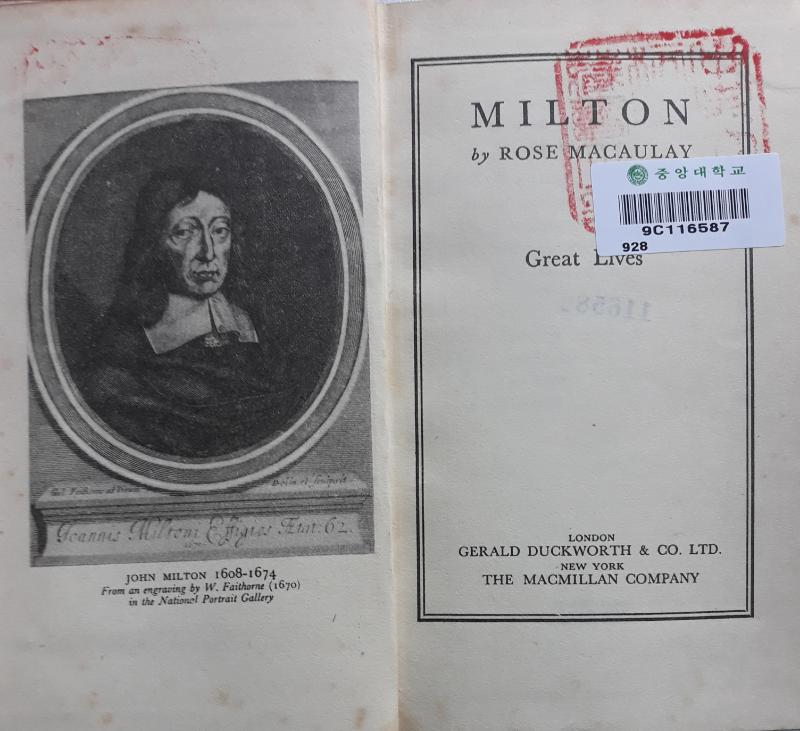 Gul. Faithorne ad Vivum Delin. et sculpsit
Joannis Miltoni Effigies Ætat: 62.
JOHN MILTON 1608-1674
From an engraving by W. Faithorne (1670)
in the National Portrait Gallery
MILTON
by ROSE MACAULAY
중앙대학교
9C116587
928
Great Lives
11658
LONDON
GERALD DUCKWORTH & CO. LTD.
NEW YORK
THE MACMILLAN COMPANY